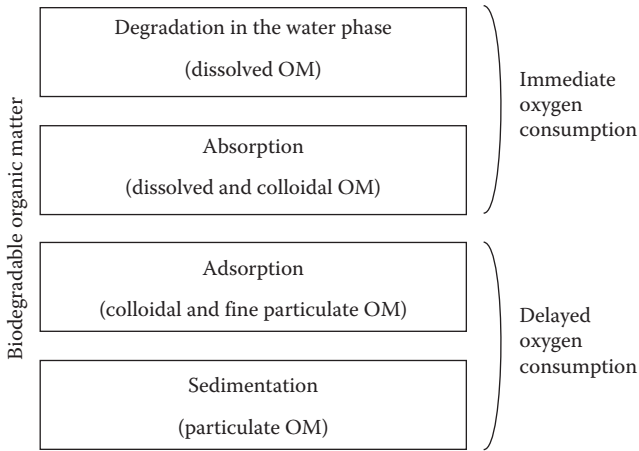 Biodegradable organic matter
Degradation in the water phase
(dissolved OM)
Absorption
(dissolved and colloidal OM)
Immediate
oxygen
consumption
Adsorption
(colloidal and fine particulate OM)
Sedimentation
(particulate OM)
Delayed
oxygen
consumption